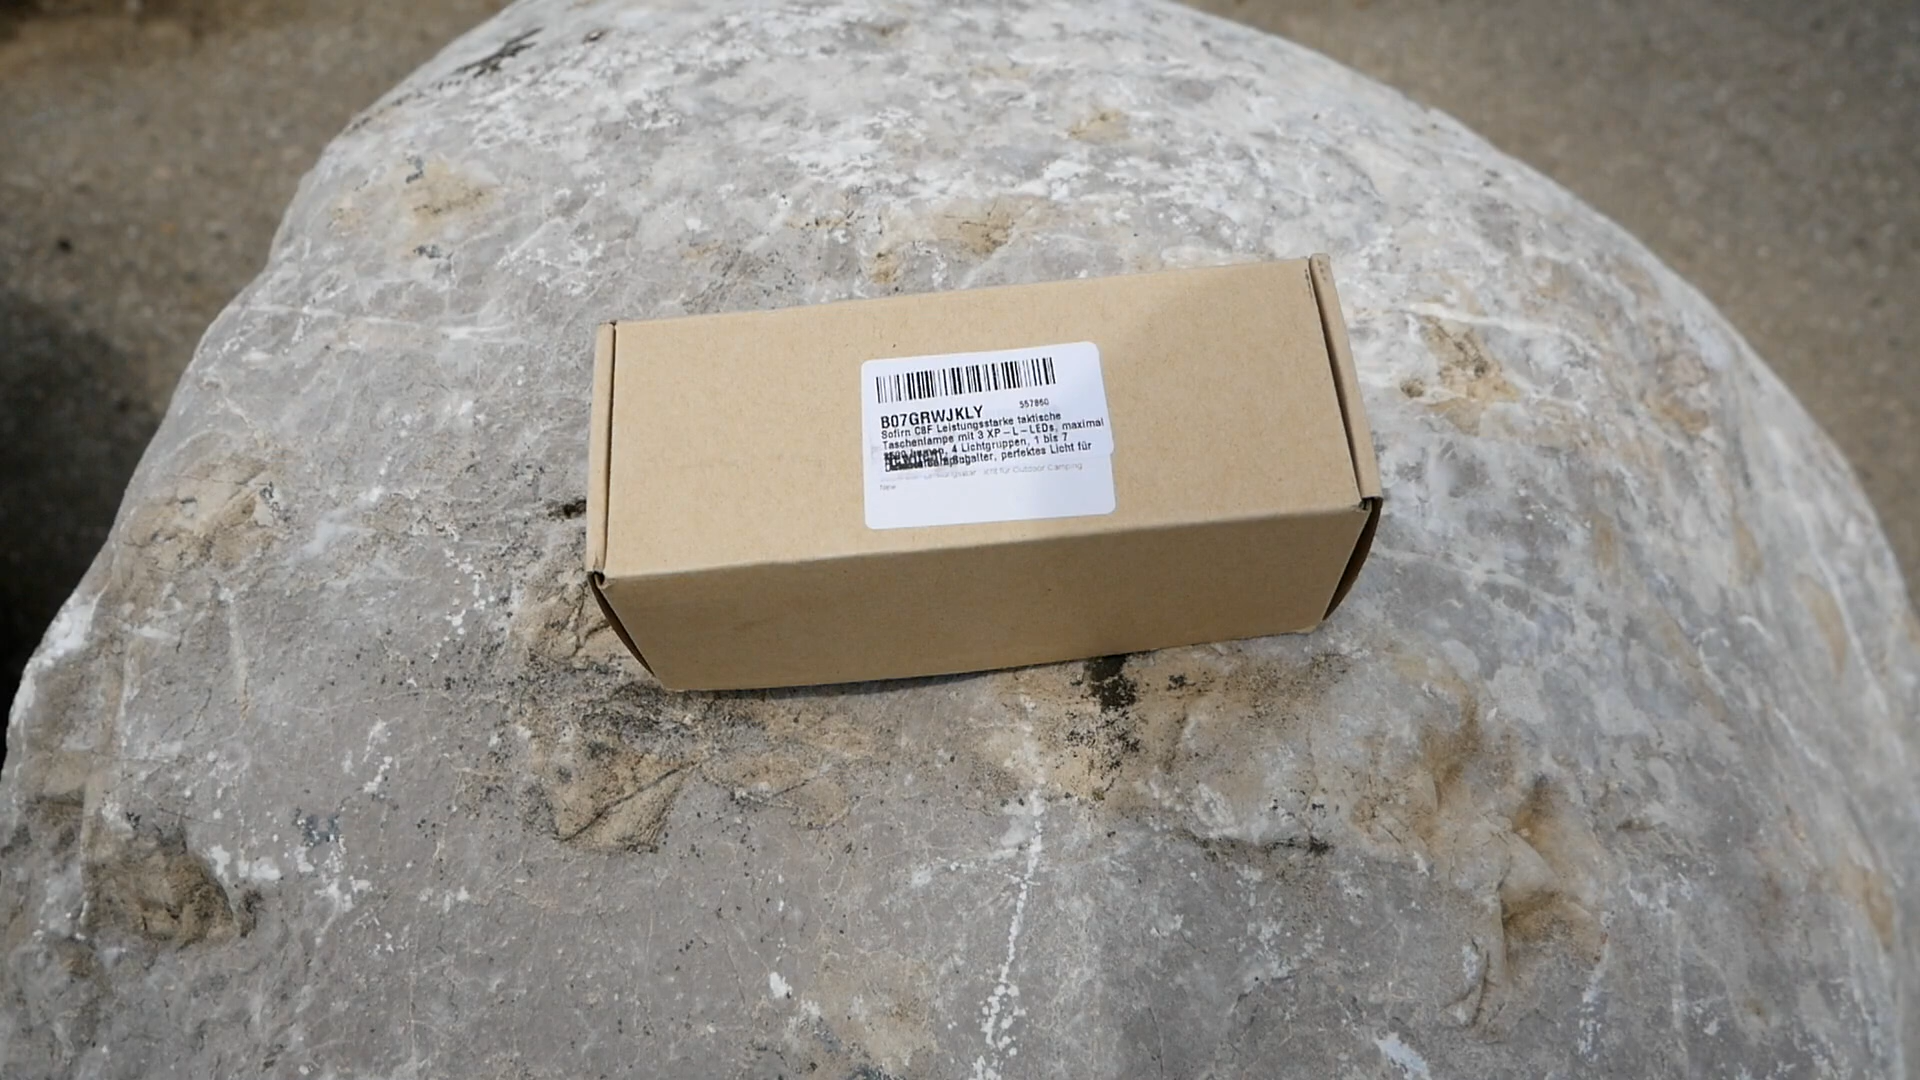 B07GRWJKLY 557860
Sofirn C8F Leistungsstarke taktische
Taschenlampe mit 3 XP-L-LEDs, maximal
4 Lichtgruppen, 1 bis 7
perfektes Licht für
für Outdoor Camping
New